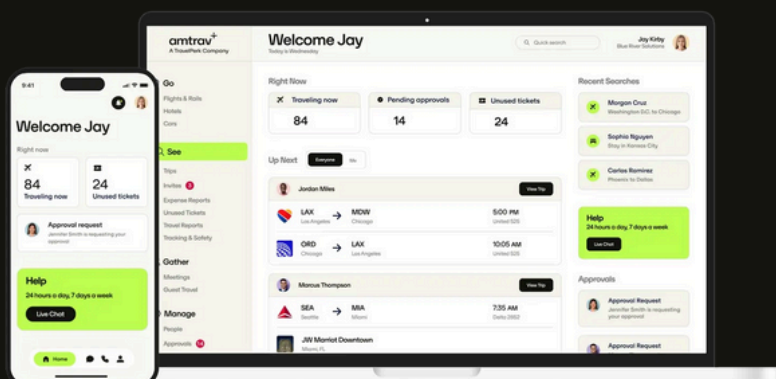 9:41
Welcome Jay
Right now
84
Traveling now
24
Unused tickets
Approval request
Jennifer Smith is requesting your
approval
Help
24 hours a day, 7 days a week
Live Chat
Home
amtrav+
A TravelPerk Company
Go
Flights & Rails
Hotels
Cars
See
Trips
Invites
Expense Reports
Unused Tickets
Travel Reports
Tracking & Safety
Gather
Meetings
Guest Travel
Manage
People
Approvals 14
Welcome Jay
Today is Wednesday
Quick search
Jay Kirby
Blue River Solutions
Right Now
Traveling now
84
Pending approvals
14
Unused tickets
24
Up Next
Everyone
Me
Jordan Miles
View Trip
LAX
Los Angeles
MDW
Chicago
5:00 PM
United 525
ORD
Chicago
LAX
Los Angeles
10:05 AM
United 525
Marcus Thompson
View Trip
SEA
Seattle
MIA
Miami
7:35 AM
Delta 2882
JW Marriot Downtown
Miami, FL
Recent Searches
Morgan Cruz
Washington D.C. to Chicago
Sophia Nguyen
Stay in Kansas City
Carlos Ramirez
Phoenix to Dallas
Help
24 hours a day, 7 days a week
Live Chat
Approvals
Approval Request
Jennifer Smith is requesting
your approval
Approval Request
Jennifer Smith is requesting